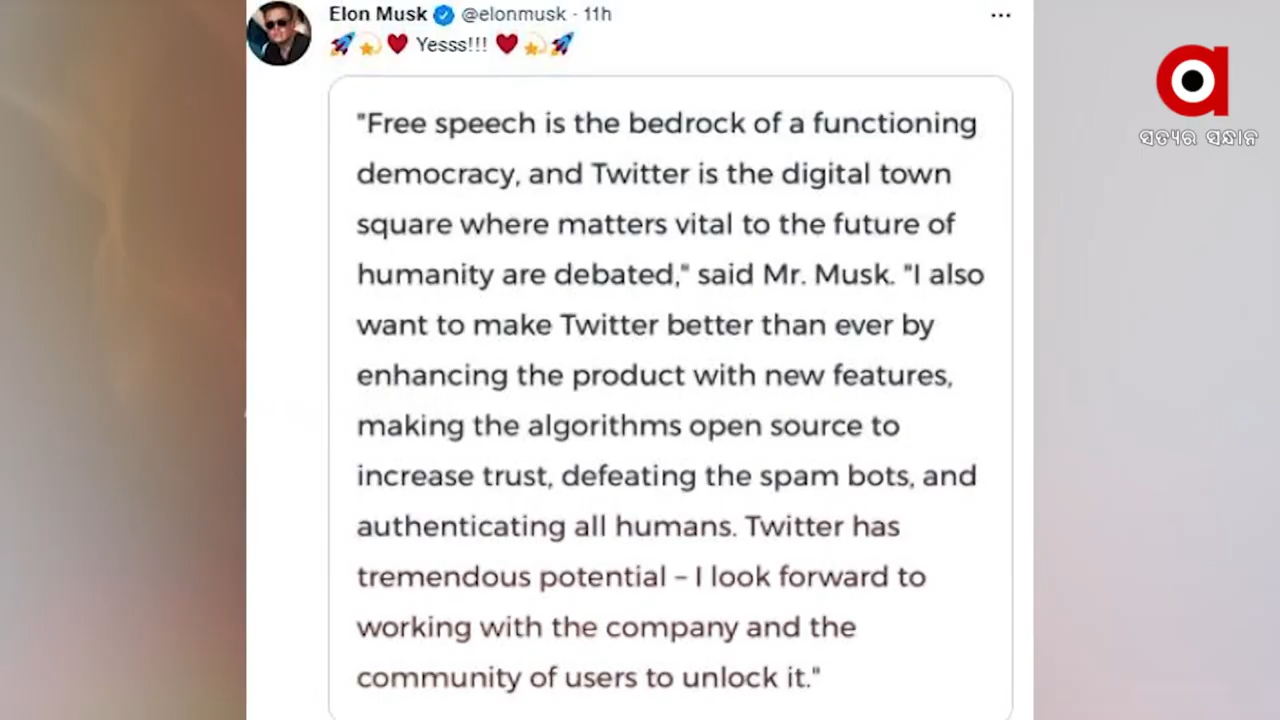 Elon Musk @elonmusk · 11h
🚀💫❤️ Yesss!!! ❤️💫🚀
"Free speech is the bedrock of a functioning
democracy, and Twitter is the digital town
square where matters vital to the future of
humanity are debated," said Mr. Musk. "I also
want to make Twitter better than ever by
enhancing the product with new features,
making the algorithms open source to
increase trust, defeating the spam bots, and
authenticating all humans. Twitter has
tremendous potential – I look forward to
working with the company and the
community of users to unlock it."
ସତ୍ୟର ସନ୍ଧାନ